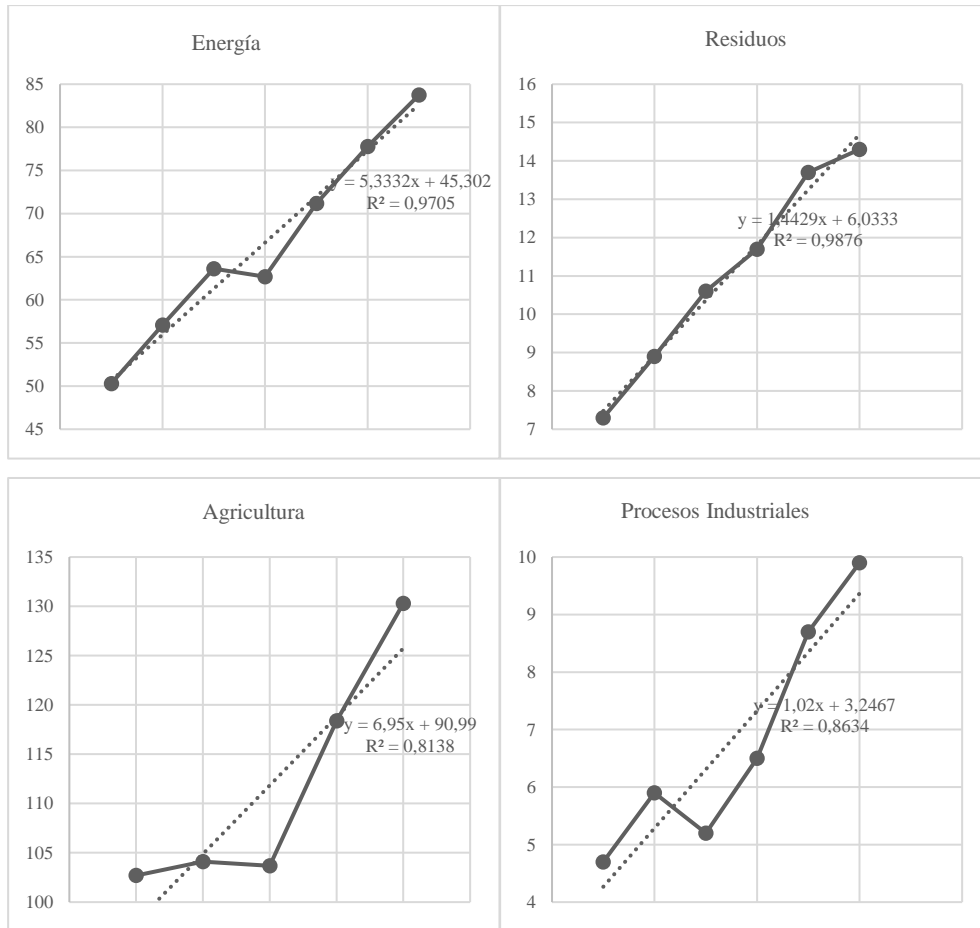 Energía
85
80
75
70
65
60
55
50
45
y = 5,3332x + 45,302
R² = 0,9705
Residuos
16
15
14
13
12
11
10
9
8
7
y = 1,4429x + 6,0333
R² = 0,9876
Agricultura
135
130
125
120
115
110
105
100
y = 6,95x + 90,99
R² = 0,8138
Procesos Industriales
10
9
8
7
6
5
4
y = 1,02x + 3,2467
R² = 0,8634